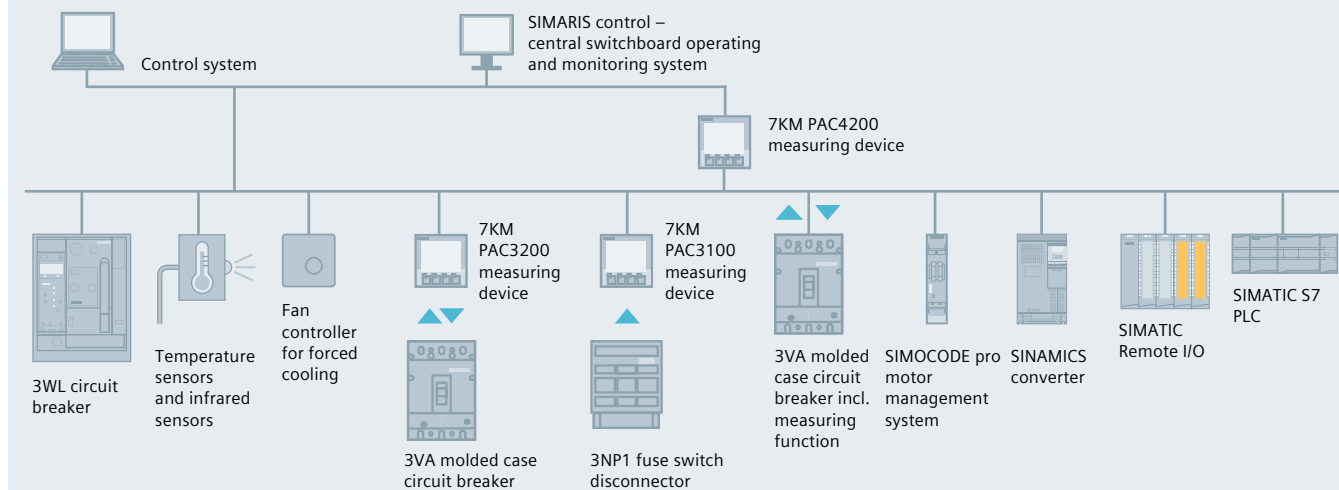 Control system
SIMARIS control –
central switchboard operating
and monitoring system
7KM PAC4200
measuring device
3WL circuit
breaker
Temperature
sensors
and infrared
sensors
Fan
controller
for forced
cooling
7KM
PAC3200
measuring
device
3VA molded case
circuit breaker
7KM
PAC3100
measuring
device
3NP1 fuse switch
disconnector
3VA molded
case circuit
breaker incl.
measuring
function
SIMOCODE pro
motor
management
system
SINAMICS
converter
SIMATIC
Remote I/O
SIMATIC S7
PLC